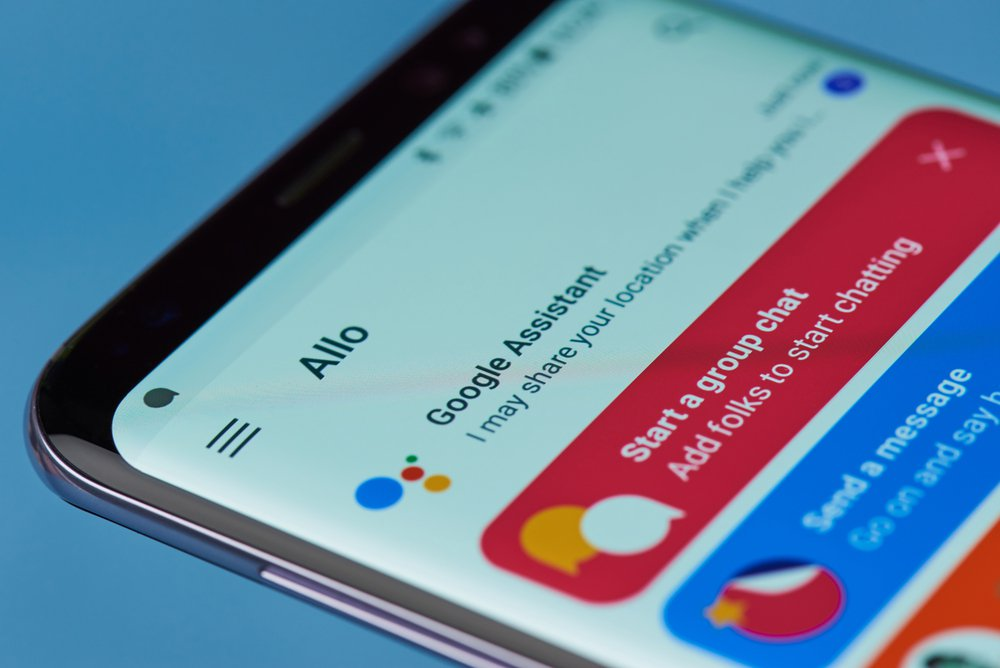 Allo
Google Assistant
I may share your location when I help you i...
Start a group chat
Add folks to start chatting
Send a message
Go on and say h